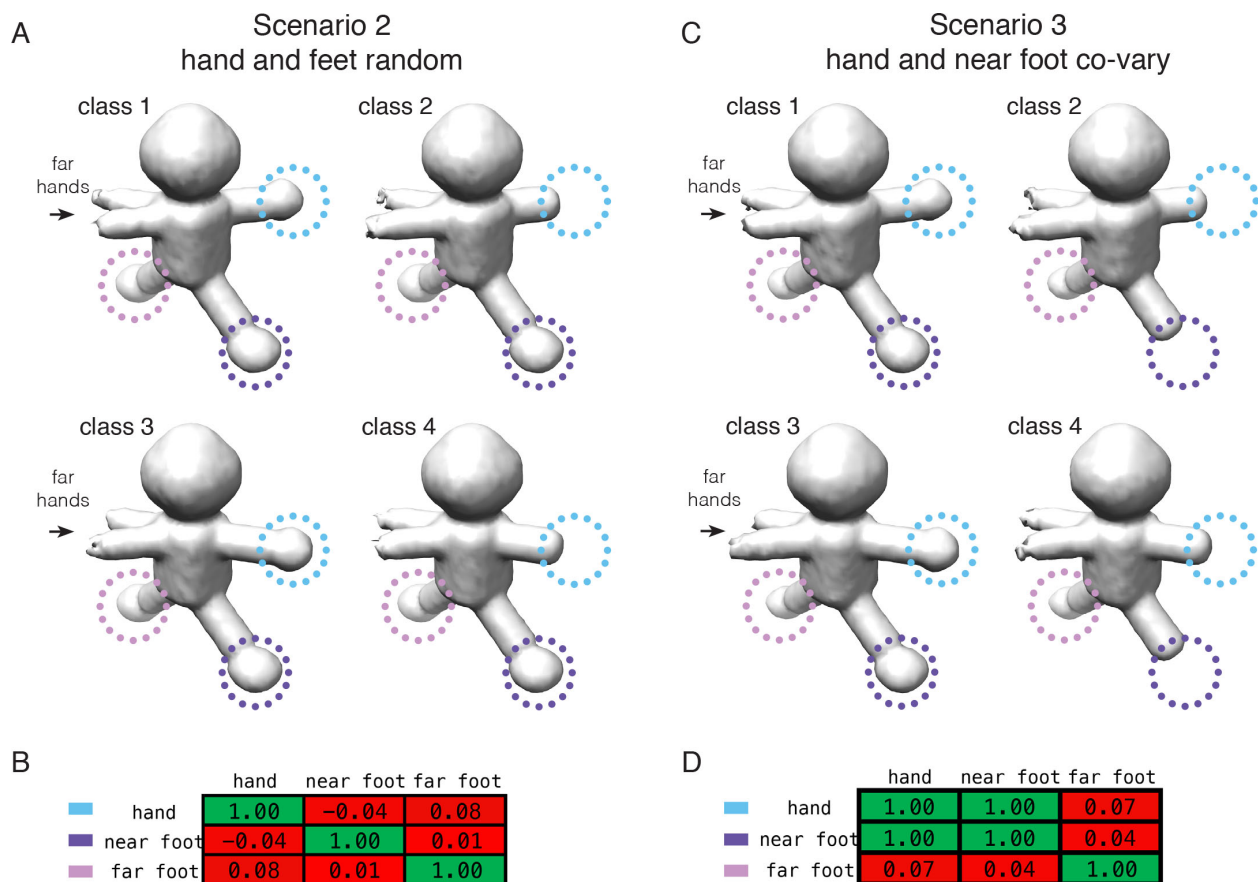 A
Scenario 2
hand and feet random
class 1
class 2
far
hands
class 3
class 4
far
hands
B
hand near foot far foot
hand 1.00 −0.04 0.08
near foot −0.04 1.00 0.01
far foot 0.08 0.01 1.00
C
Scenario 3
hand and near foot co-vary
class 1
class 2
far
hands
class 3
class 4
far
hands
D
hand near foot far foot
hand 1.00 1.00 0.07
near foot 1.00 1.00 0.04
far foot 0.07 0.04 1.00